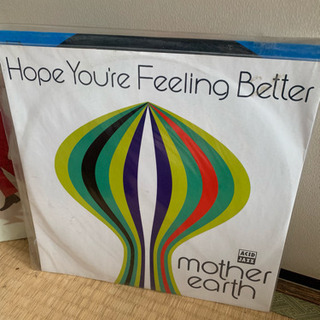 Hope You're Feeling Better
ACID
JAZZ
mother
earth